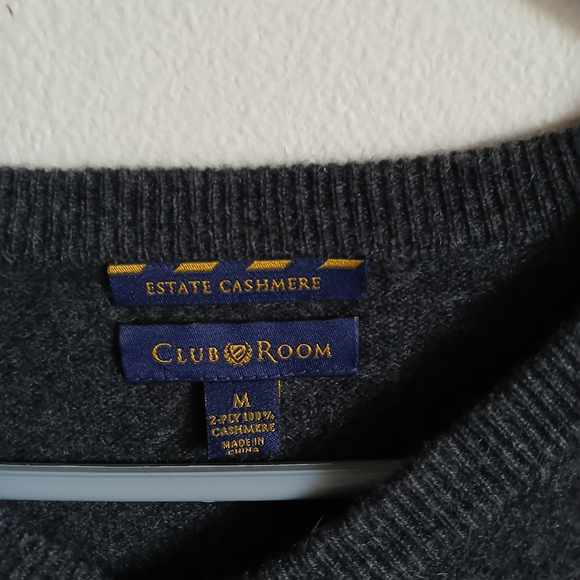 ESTATE CASHMERE
CLUB ROOM
M
2-PLY 100%
CASHMERE
MADE IN
CHINA